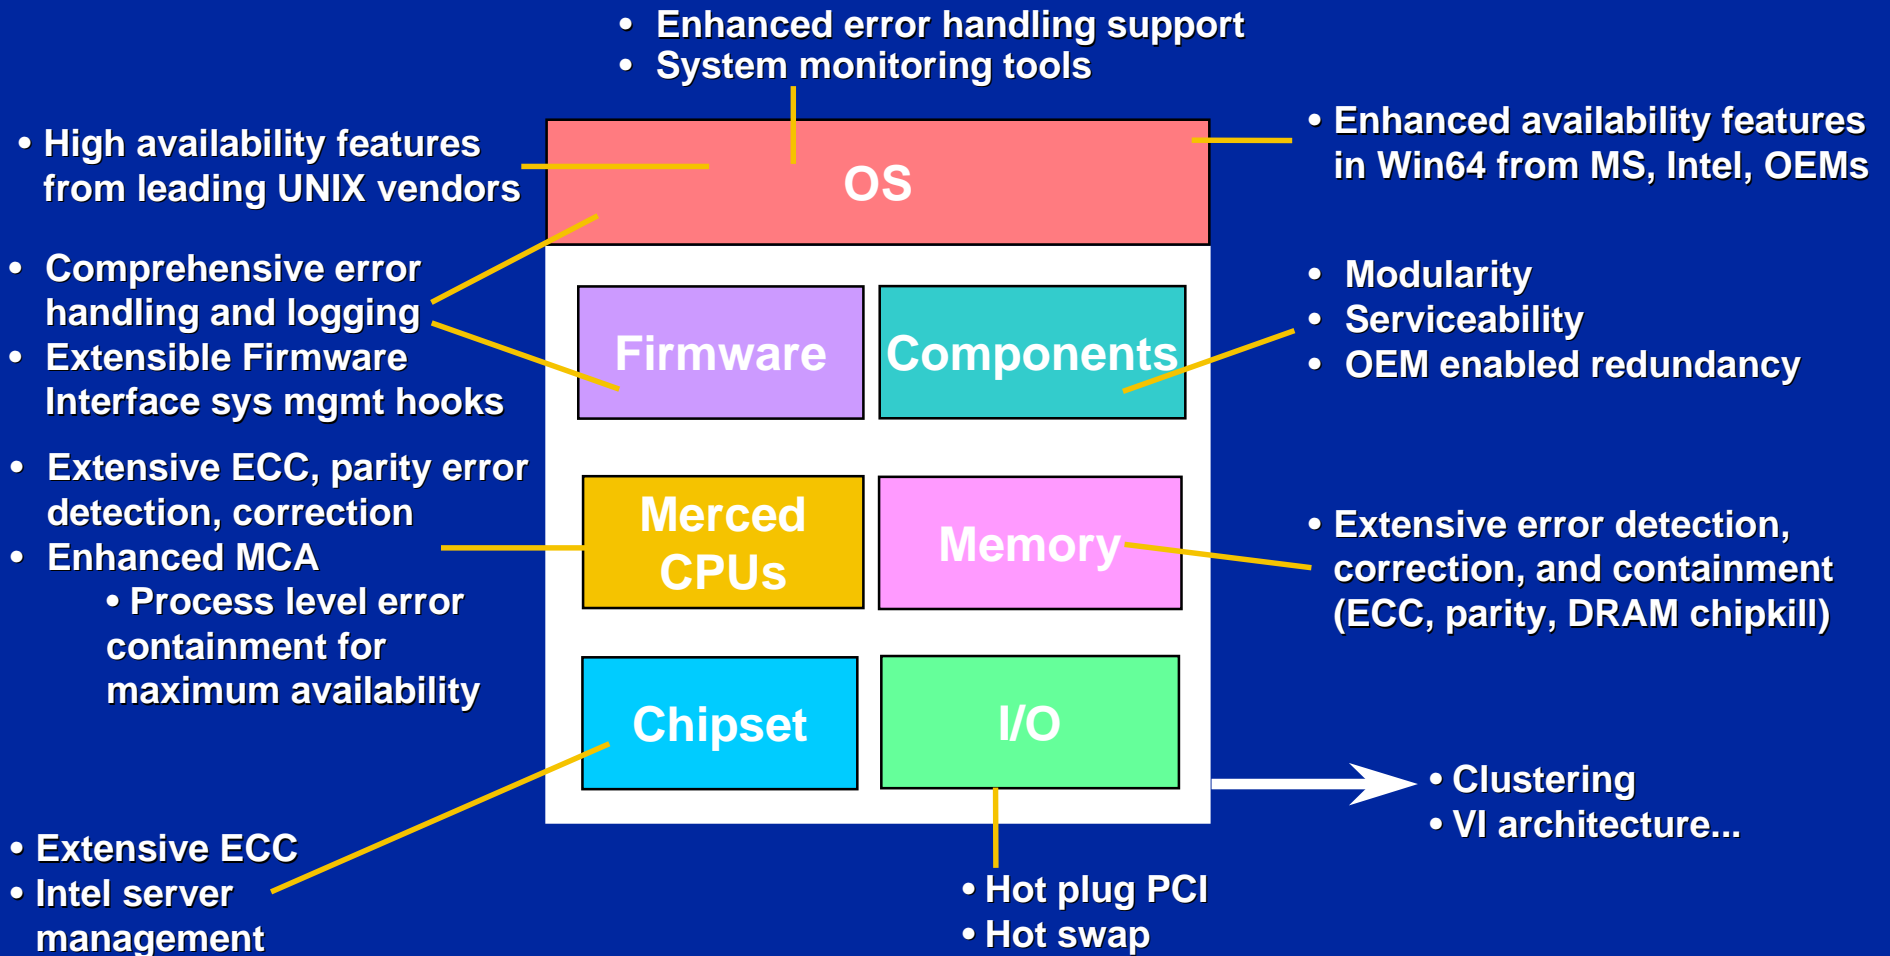 • Enhanced error handling support
• System monitoring tools
• High availability features
from leading UNIX vendors
• Enhanced availability features
in Win64 from MS, Intel, OEMs
OS
• Comprehensive error
handling and logging
• Extensible Firmware
Interface sys mgmt hooks
Firmware
Components
• Modularity
• Serviceability
• OEM enabled redundancy
• Extensive ECC, parity error
detection, correction
• Enhanced MCA
• Process level error
containment for
maximum availability
Merced
CPUs
Memory
• Extensive error detection,
correction, and containment
(ECC, parity, DRAM chipkill)
Chipset
I/O
• Clustering
• VI architecture...
• Extensive ECC
• Intel server
management
• Hot plug PCI
• Hot swap